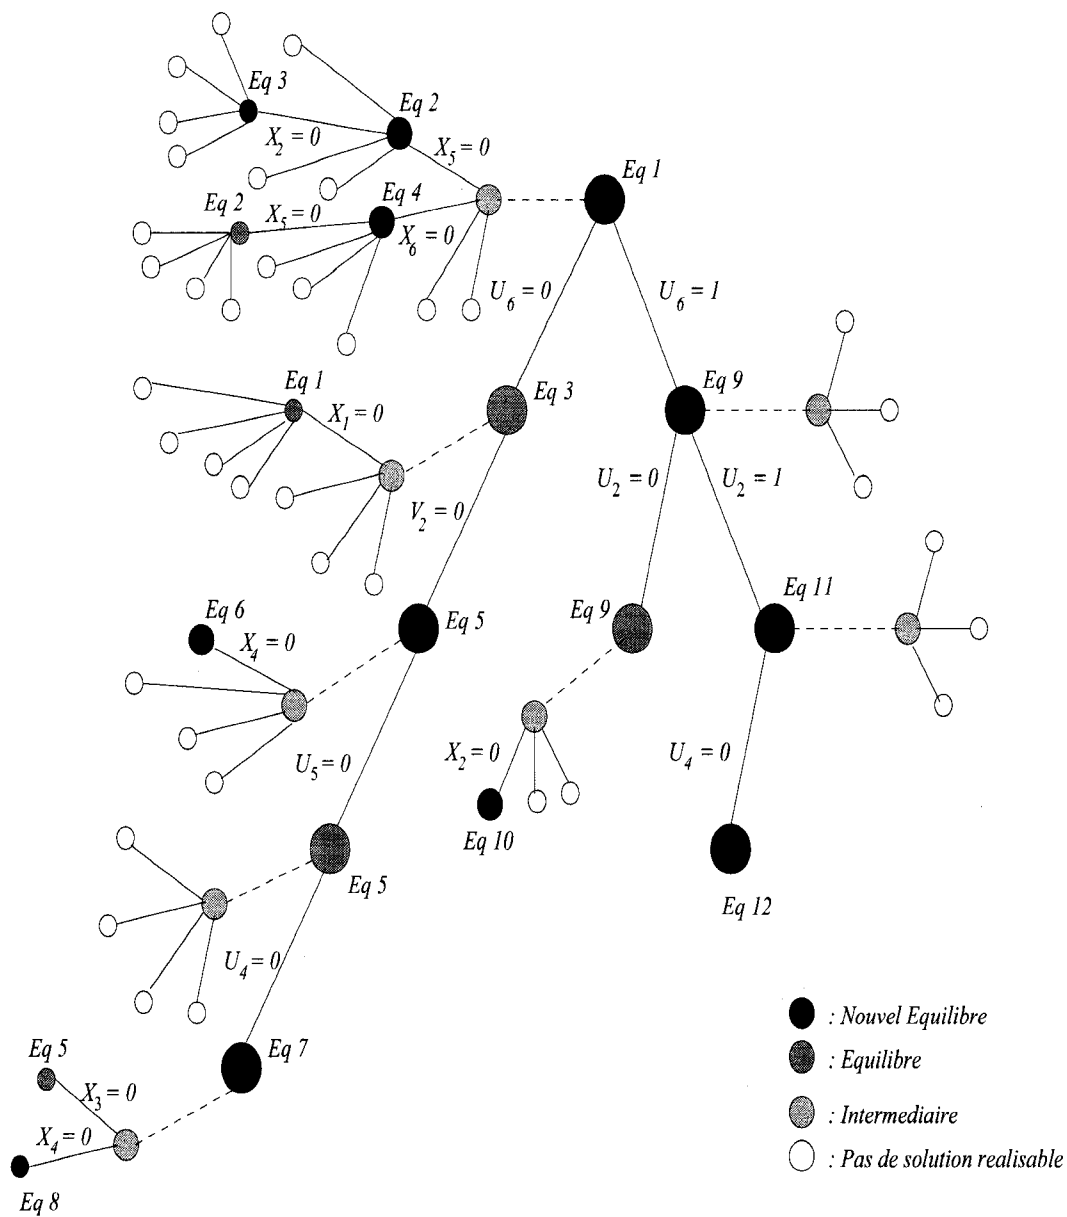 Eq 3
Eq 2
X2 = 0
X5 = 0
Eq 1
Eq 2
X5 = 0
Eq 4
X6 = 0
U6 = 0
U6 = 1
Eq 1
X1 = 0
Eq 3
Eq 9
V2 = 0
U2 = 0
U2 = 1
Eq 6
X4 = 0
Eq 5
Eq 9
Eq 11
U5 = 0
X2 = 0
U4 = 0
Eq 10
Eq 5
Eq 12
U4 = 0
: Nouvel Equilibre
Eq 7
Eq 5
: Equilibre
X3 = 0
: Intermediaire
X4 = 0
: Pas de solution realisable
Eq 8